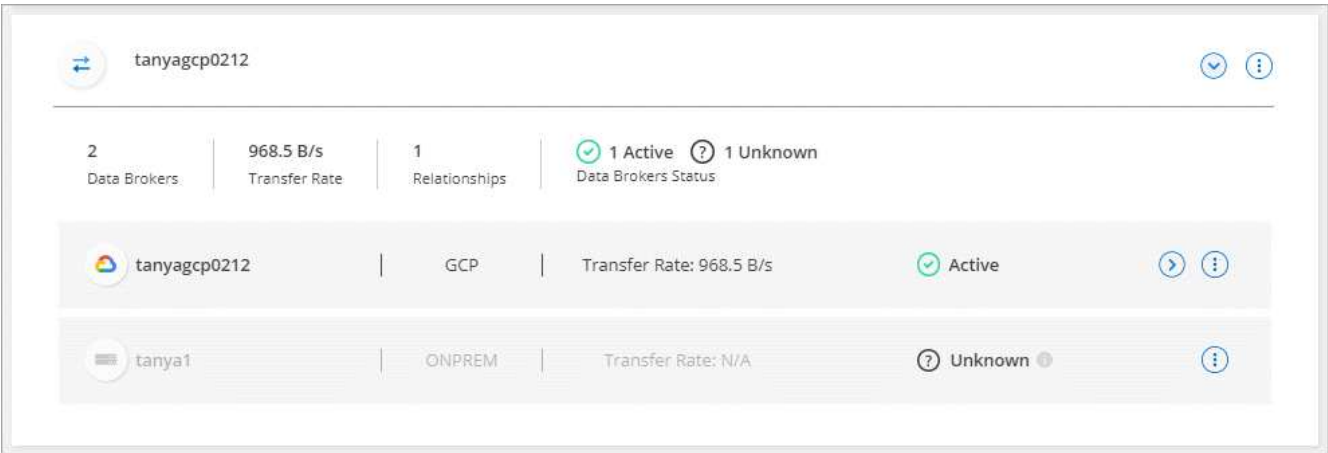 tanyagcp0212
2 968.5 B/s 1 1 Active 1 Unknown
Data Brokers Transfer Rate Relationships Data Brokers Status
tanyagcp0212 GCP Transfer Rate: 968.5 B/s Active
tanya1 ONPREM Transfer Rate: N/A Unknown